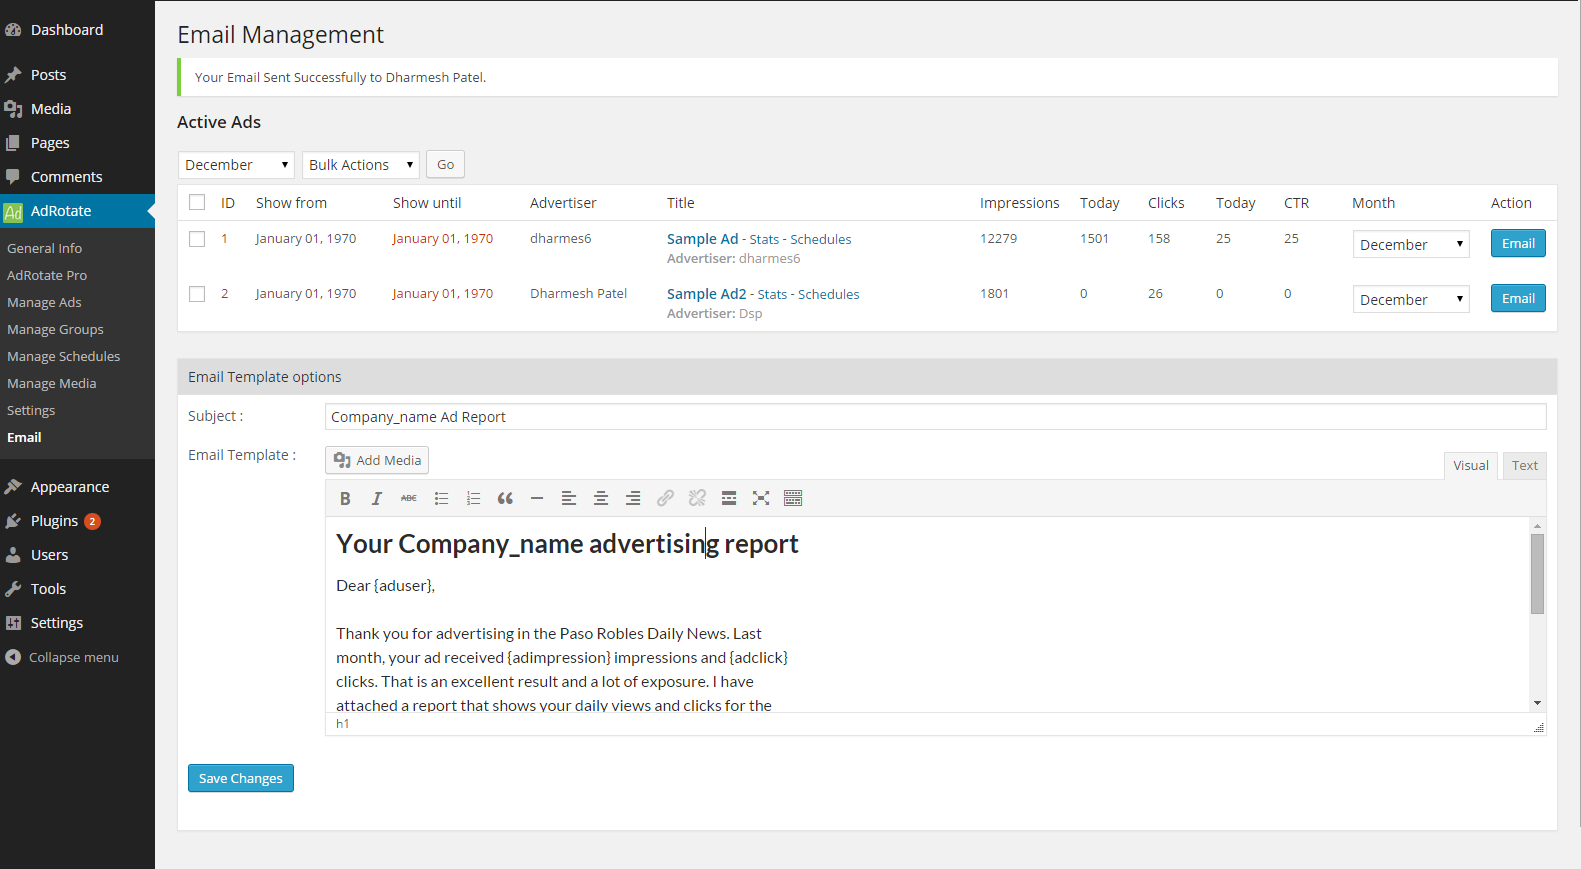 Dashboard
Posts
Media
Pages
Comments
Ad AdRotate
General Info
AdRotate Pro
Manage Ads
Manage Groups
Manage Schedules
Manage Media
Settings
Email
Appearance
Plugins 2
Users
Tools
Settings
Collapse menu
Email Management
Your Email Sent Successfully to Dharmesh Patel.
Active Ads
December Bulk Actions Go
ID Show from Show until Advertiser Title Impressions Today Clicks Today CTR Month Action
1 January 01, 1970 January 01, 1970 dharmes6 Sample Ad - Stats - Schedules 12279 1501 158 25 25 December Email
Advertiser: dharmes6
2 January 01, 1970 January 01, 1970 Dharmesh Patel Sample Ad2 - Stats - Schedules 1801 0 26 0 0 December Email
Advertiser: Dsp
Email Template options
Subject : Company_name Ad Report
Email Template : Add Media Visual Text
B I ABC
Your Company_name advertising report
Dear {aduser},
Thank you for advertising in the Paso Robles Daily News. Last
month, your ad received {adimpression} impressions and {adclick}
clicks. That is an excellent result and a lot of exposure. I have
attached a report that shows your daily views and clicks for the
h1
Save Changes